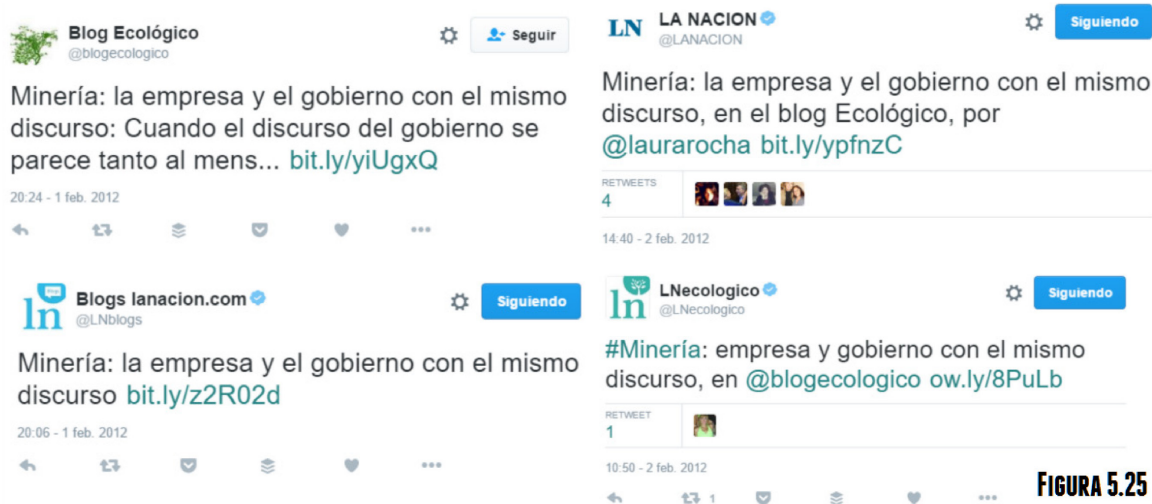 Blog Ecológico
@blogecologico
Seguir
Minería: la empresa y el gobierno con el mismo
discurso: Cuando el discurso del gobierno se
parece tanto al mens... bit.ly/yiUgxQ
20:24 - 1 feb. 2012
LN
LA NACION
@LANACION
Siguiendo
Minería: la empresa y el gobierno con el mismo
discurso, en el blog Ecológico, por
@laurarocha bit.ly/ypfnzC
RETWEETS
4
14:40 - 2 feb. 2012
ln
Blogs lanacion.com
@LNblogs
Siguiendo
Minería: la empresa y el gobierno con el mismo
discurso bit.ly/z2R02d
20:06 - 1 feb. 2012
ln
LNecologico
@LNecologico
Siguiendo
#Minería: empresa y gobierno con el mismo
discurso, en @blogecologico ow.ly/8PuLb
RETWEET
1
10:50 - 2 feb. 2012
1
FIGURA 5.25